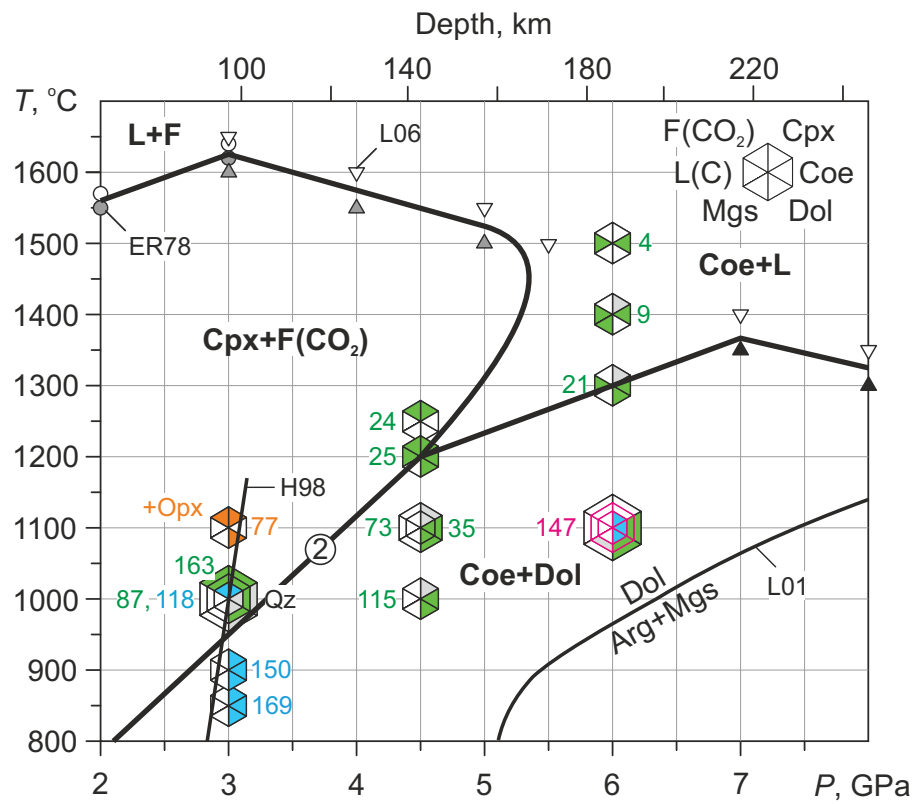 Depth, km
100 140 180 220
T, °C
L+F
L06
F(CO₂) Cpx
L(C) Coe
Mgs Dol
1600
ER78
1500
4
Coe+L
1400
9
Cpx+F(CO₂)
1300
21
24
1200
25
H98
+Opx
77
1100
73 35
147
2
163
Coe+Dol
L01
1000
87, 118
Qz
115
Dol
Arg+Mgs
900
150
169
800
2 3 4 5 6 7 P, GPa